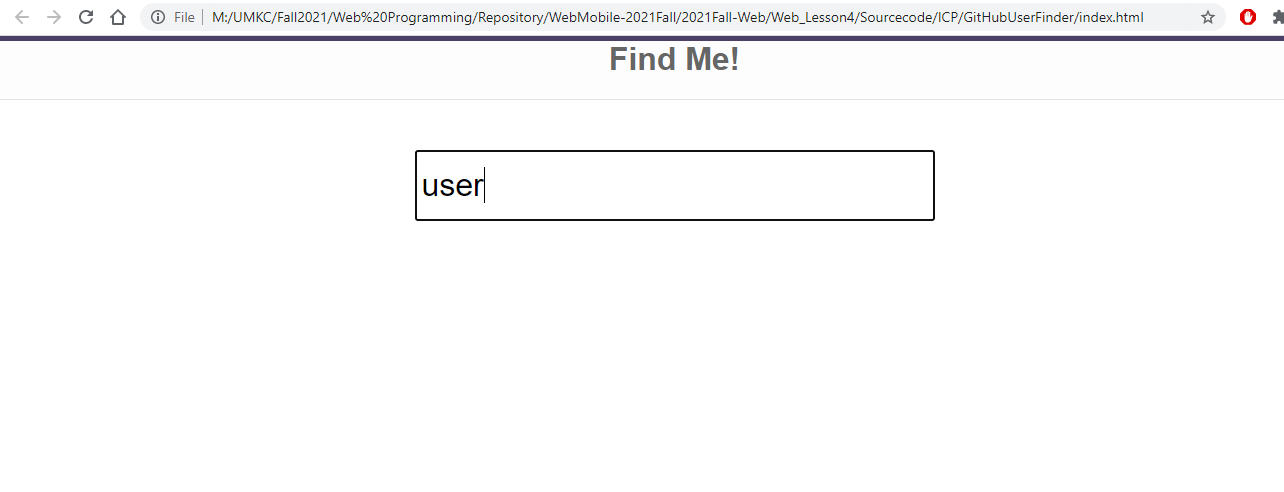 File M:/UMKC/Fall2021/Web%20Programming/Repository/WebMobile-2021Fall/2021Fall-Web/Web_Lesson4/Sourcecode/ICP/GitHubUserFinder/index.html
Find Me!
user